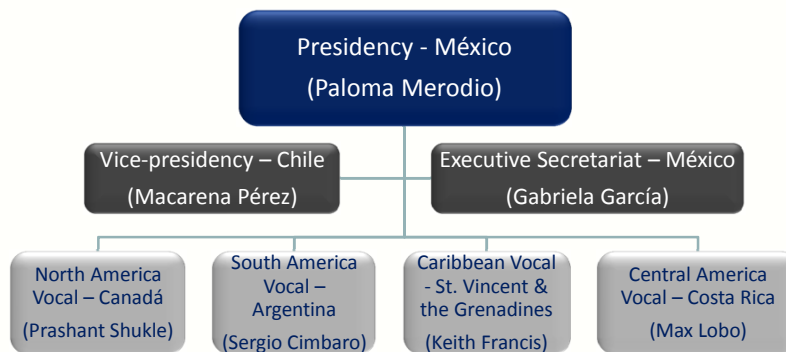 Presidency - México
(Paloma Merodio)
Vice-presidency – Chile
(Macarena Pérez)
Executive Secretariat – México
(Gabriela García)
North America
Vocal – Canadá
(Prashant Shukle)
South America
Vocal –
Argentina
(Sergio Cimbaro)
Caribbean Vocal
- St. Vincent &
the Grenadines
(Keith Francis)
Central America
Vocal – Costa Rica
(Max Lobo)